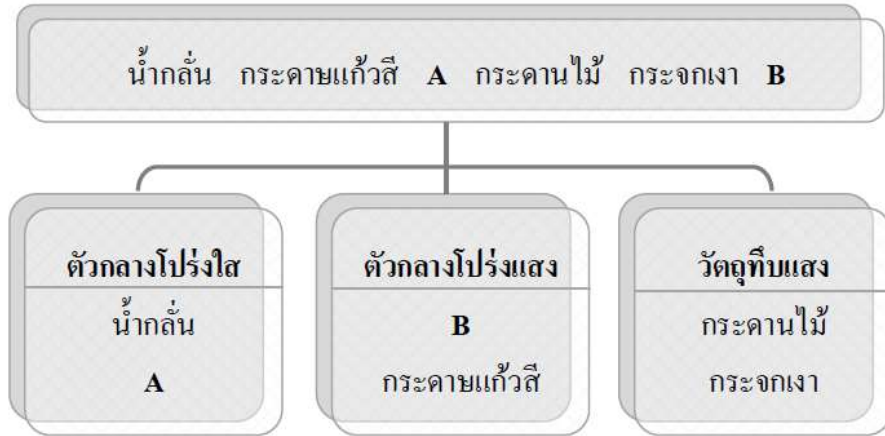 น้ำกลั่น กระดาษแก้วสี A กระดานไม้ กระจกเงา B
ตัวกลางโปร่งใส
น้ำกลั่น
A
ตัวกลางโปร่งแสง
B
กระดาษแก้วสี
วัตถุทึบแสง
กระดานไม้
กระจกเงา